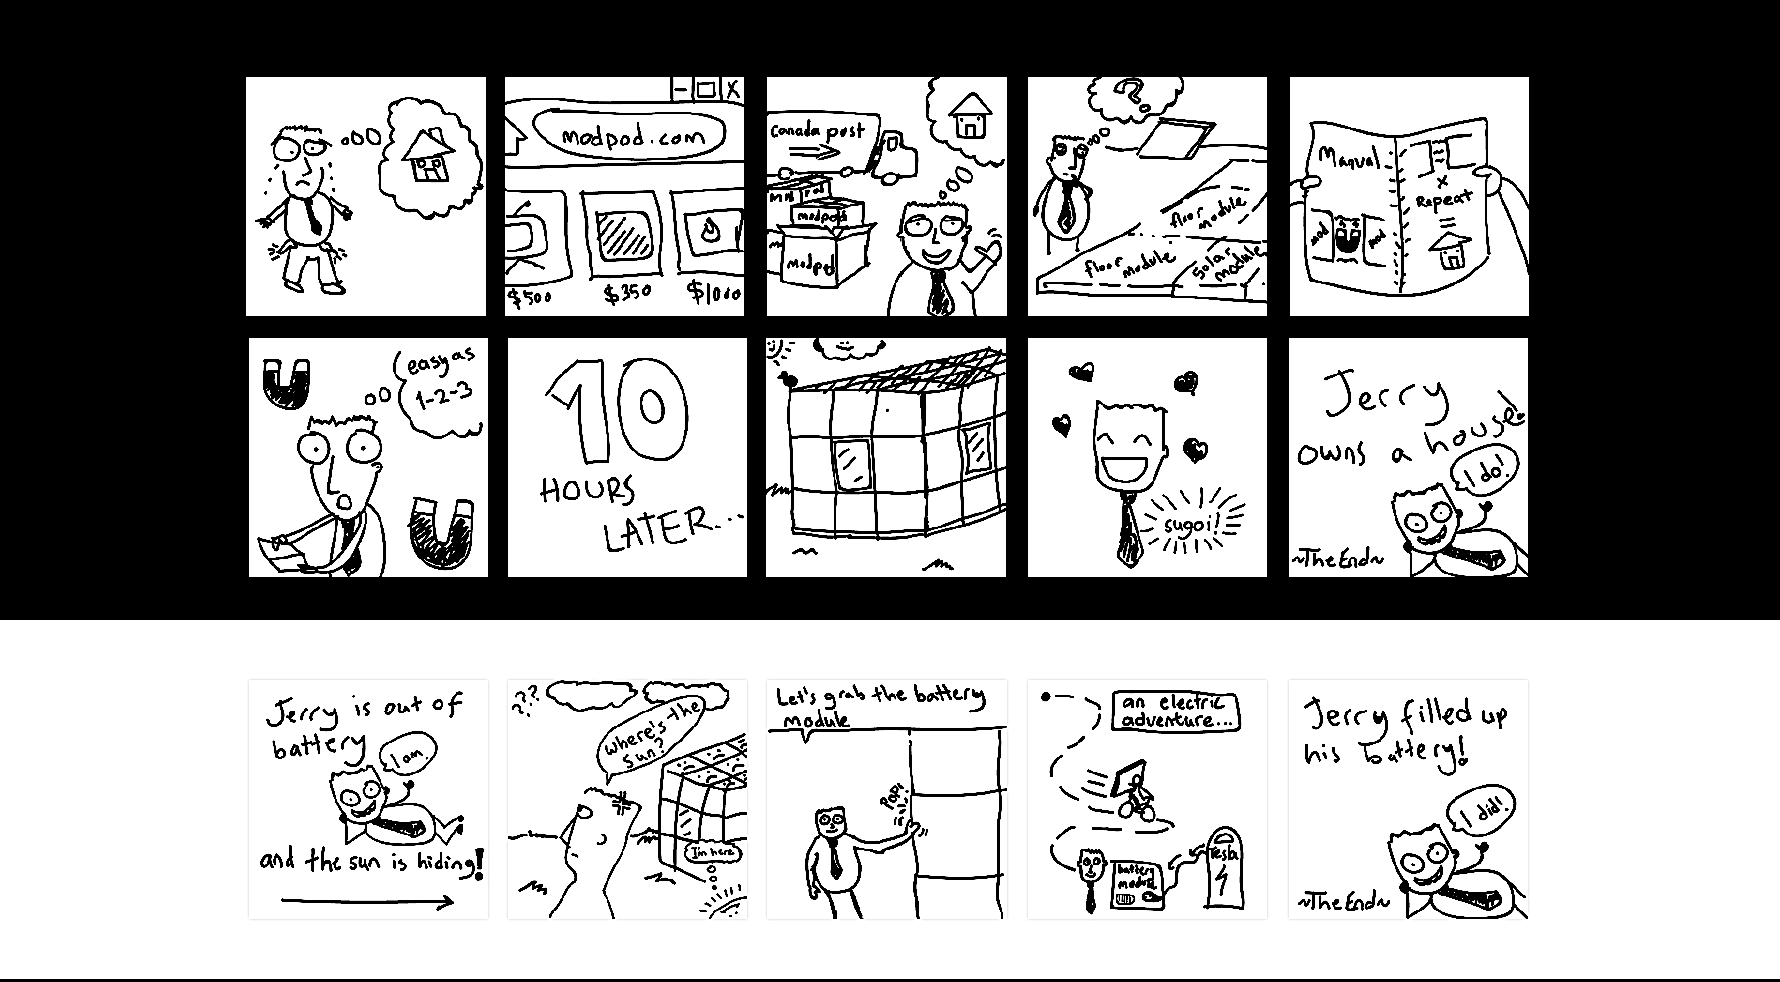 modpod.com
$500
$350
$1000
Canada post
mod
pod
modpod
modpd
?
floor module
floor module
solar module
Manual
mod
mod
x
Repeat
=
easy as
1-2-3
10
HOURS
LATER...
sugoi!
Jerry
owns a house!
I do!
~The End~
Jerry is out of
battery
I am.
and the sun is hiding!
???
where's the
sun?
I'm here
Let's grab the battery
module
POP!
an electric
adventure...
battery
module
Tesla
Jerry filled up
his battery!
I did!
~The End~